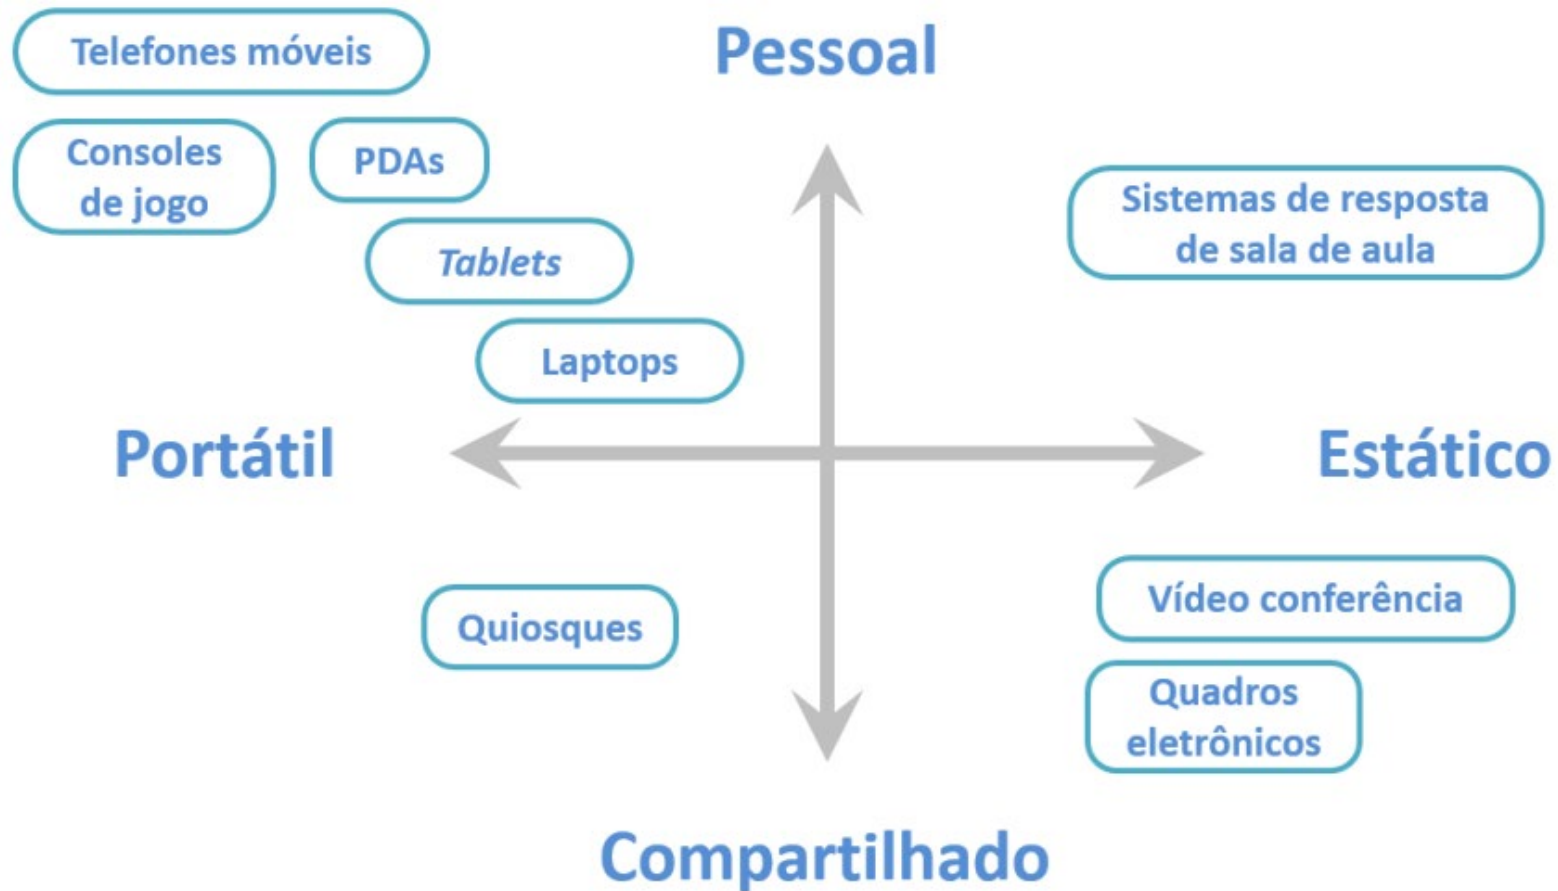 Telefones móveis
Pessoal
Consoles
de jogo
PDAs
Sistemas de resposta
de sala de aula
Tablets
Laptops
Portátil
Estático
Quiosques
Vídeo conferência
Quadros
eletrônicos
Compartilhado